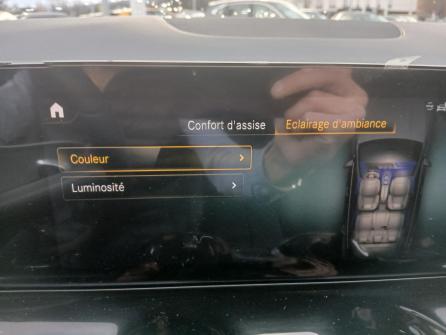 Confort d'assise Eclairage d'ambiance
Couleur
Luminosité